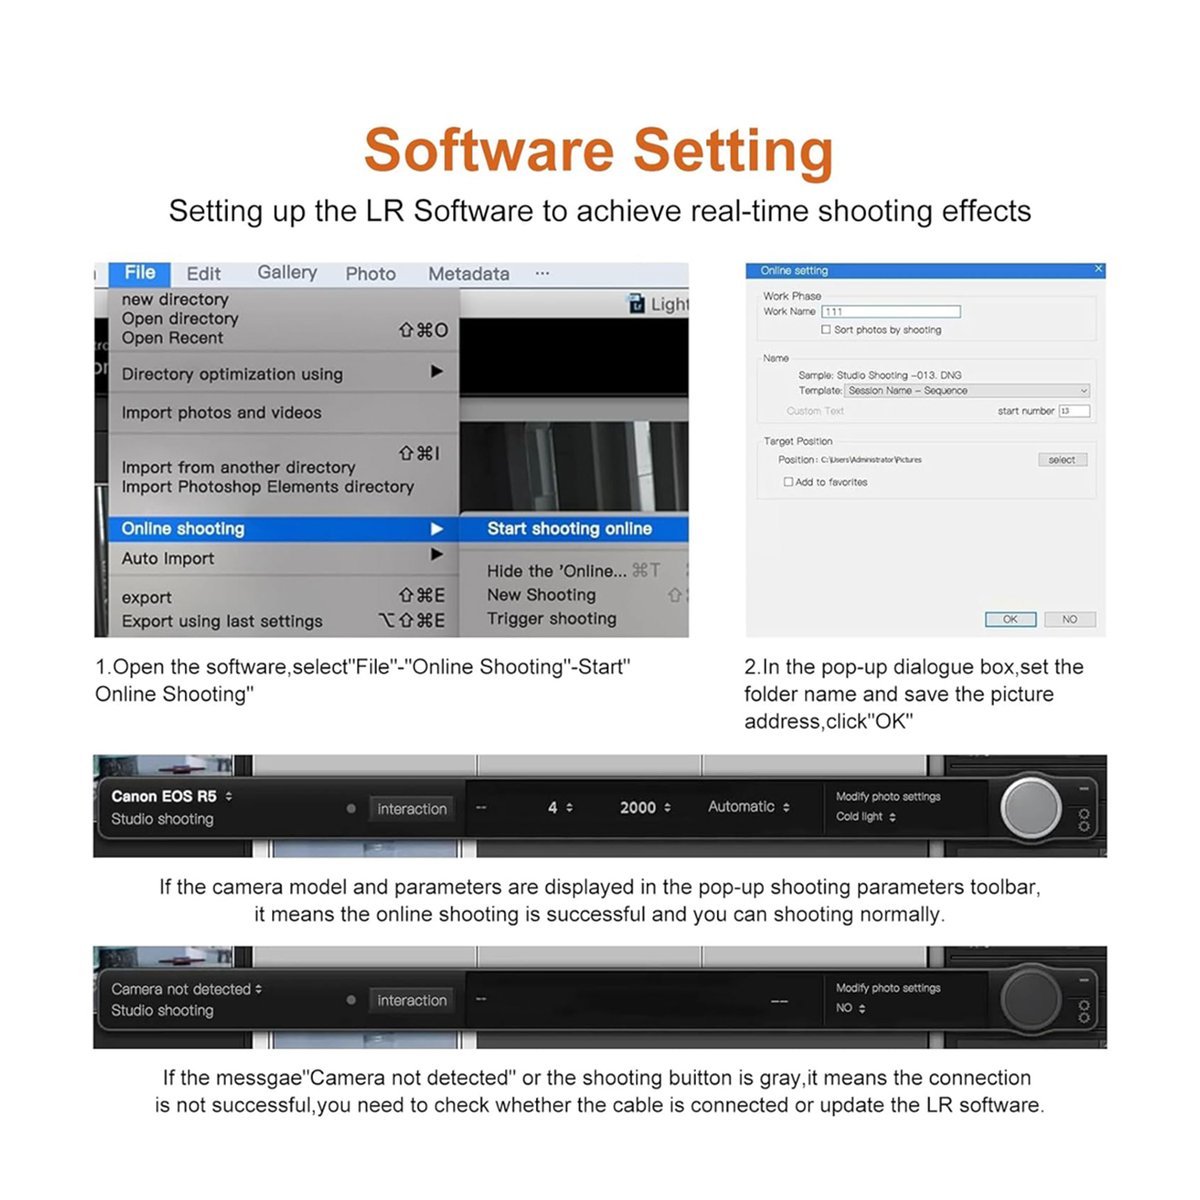 Software Setting
Setting up the LR Software to achieve real-time shooting effects
File Edit Gallery Photo Metadata ...
new directory
Open directory ⇧⌘O
Open Recent
Directory optimization using ▶
Import photos and videos
⇧⌘I
Import from another directory
Import Photoshop Elements directory
Online shooting ▶
Auto Import ▶
export ⇧⌘E
Export using last settings ⌥⇧⌘E
Light
Start shooting online
Hide the 'Online... ⌘T
New Shooting ⇧
Trigger shooting
Online setting X
Work Phase
Work Name 111
Sort photos by shooting
Name
Sample: Studio Shooting -013. DNG
Template: Session Name - Sequence
Custom Text start number 13
Target Position
Position: C:\Users\Administrator\Pictures select
Add to favorites
OK NO
1.Open the software,select"File"-"Online Shooting"-Start"
Online Shooting"
2.In the pop-up dialogue box,set the
folder name and save the picture
address,click"OK"
Canon EOS R5
Studio shooting
interaction
-- 4 2000 Automatic
Modify photo settings
Cold light
If the camera model and parameters are displayed in the pop-up shooting parameters toolbar,
it means the online shooting is successful and you can shooting normally.
Camera not detected
Studio shooting
interaction
-- --
Modify photo settings
NO
If the messgae"Camera not detected" or the shooting buitton is gray,it means the connection
is not successful,you need to check whether the cable is connected or update the LR software.